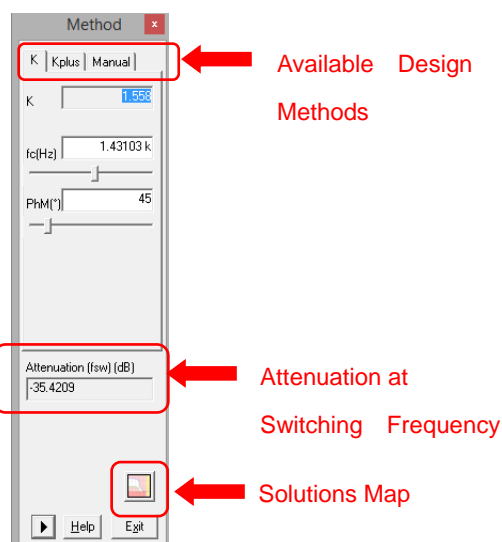 Method x
K Kplus Manual
Available Design
Methods
K 1.558
fc(Hz) 1.43103 k
PhM(°) 45
Attenuation (fsw) (dB)
-35.4209
Attenuation at
Switching Frequency
Solutions Map
Help Exit